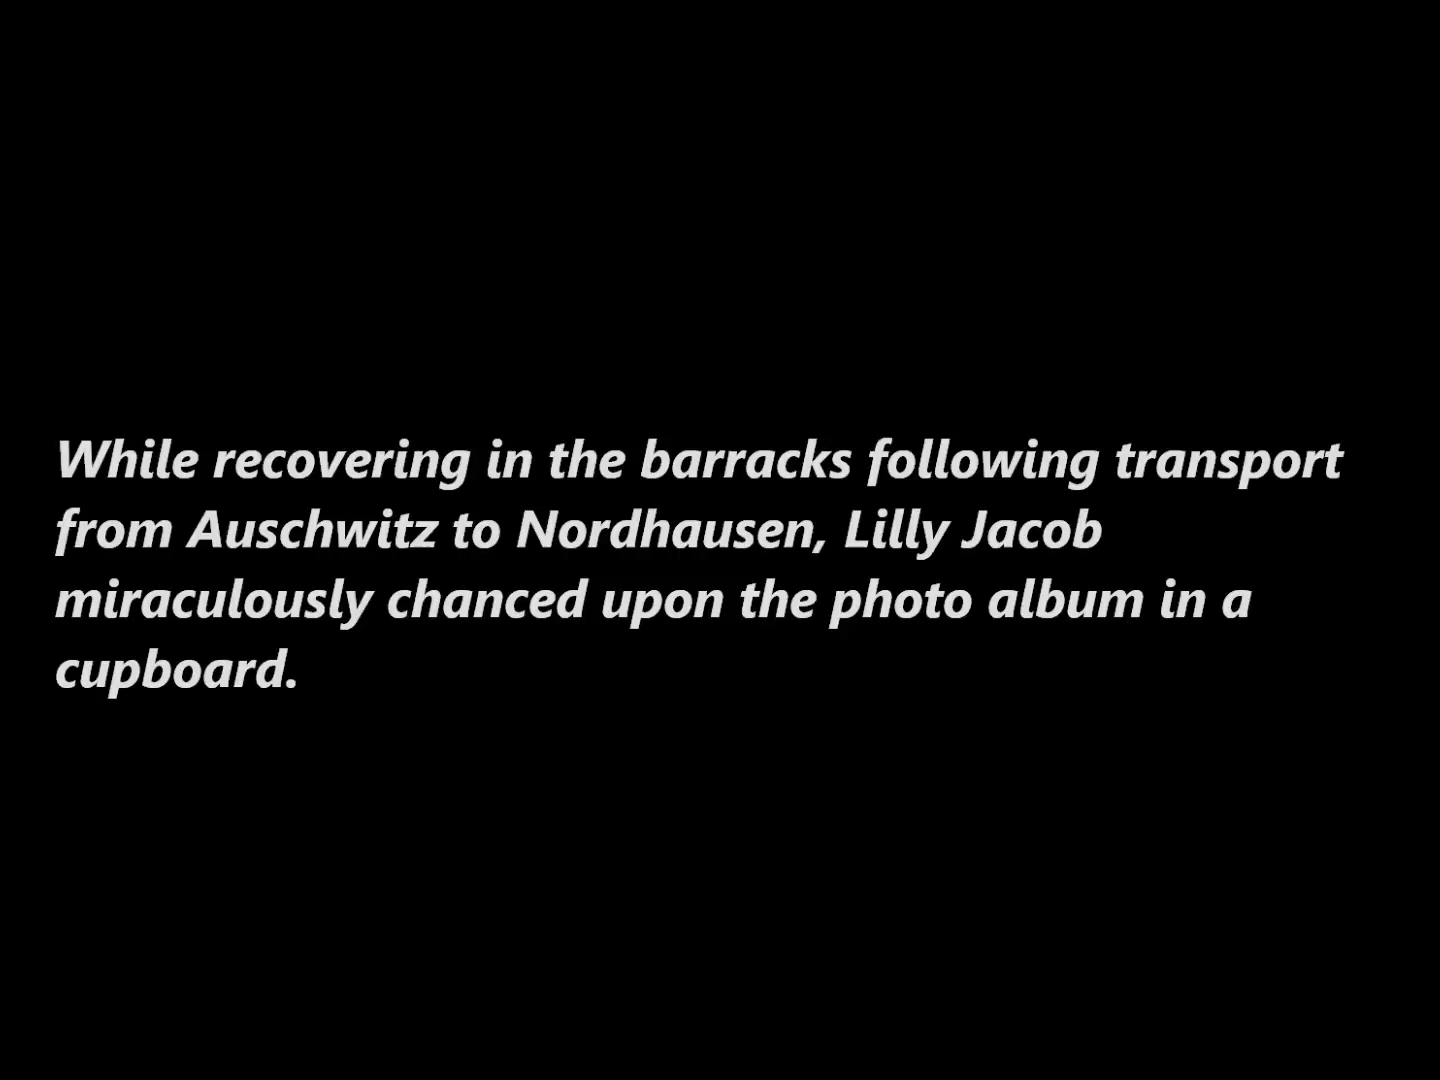 While recovering in the barracks following transport
from Auschwitz to Nordhausen, Lilly Jacob
miraculously chanced upon the photo album in a
cupboard.